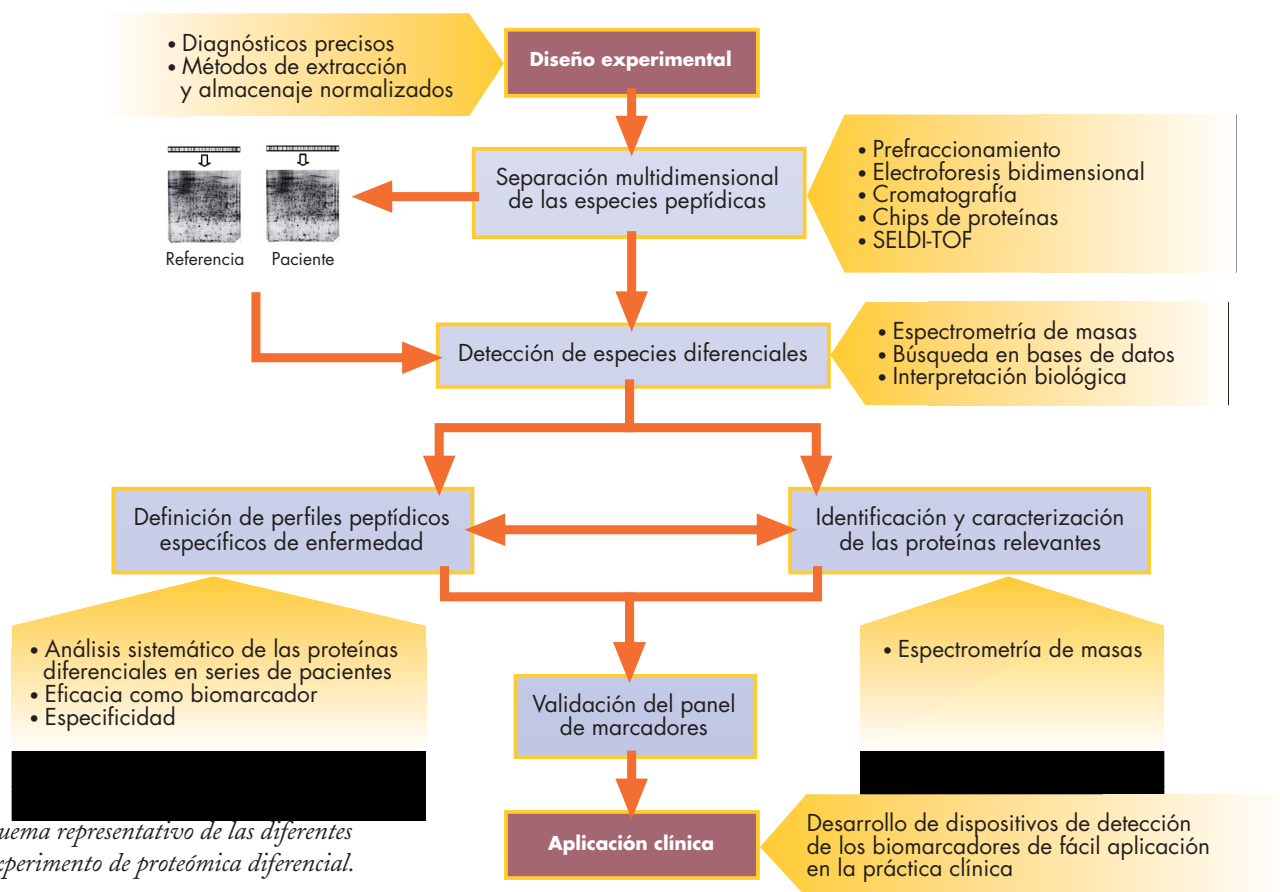 • Diagnósticos precisos
• Métodos de extracción
y almacenaje normalizados
Diseño experimental
Separación multidimensional
de las especies peptídicas
• Prefraccionamiento
• Electroforesis bidimensional
• Cromatografía
• Chips de proteínas
• SELDI-TOF
Referencia
Paciente
Detección de especies diferenciales
• Espectrometría de masas
• Búsqueda en bases de datos
• Interpretación biológica
Definición de perfiles peptídicos
específicos de enfermedad
Identificación y caracterización
de las proteínas relevantes
• Análisis sistemático de las proteínas
diferenciales en series de pacientes
• Eficacia como biomarcador
• Especificidad
• Espectrometría de masas
Validación del panel
de marcadores
Aplicación clínica
Desarrollo de dispositivos de detección
de los biomarcadores de fácil aplicación
en la práctica clínica
representativo de las diferentes
de proteómica diferencial.